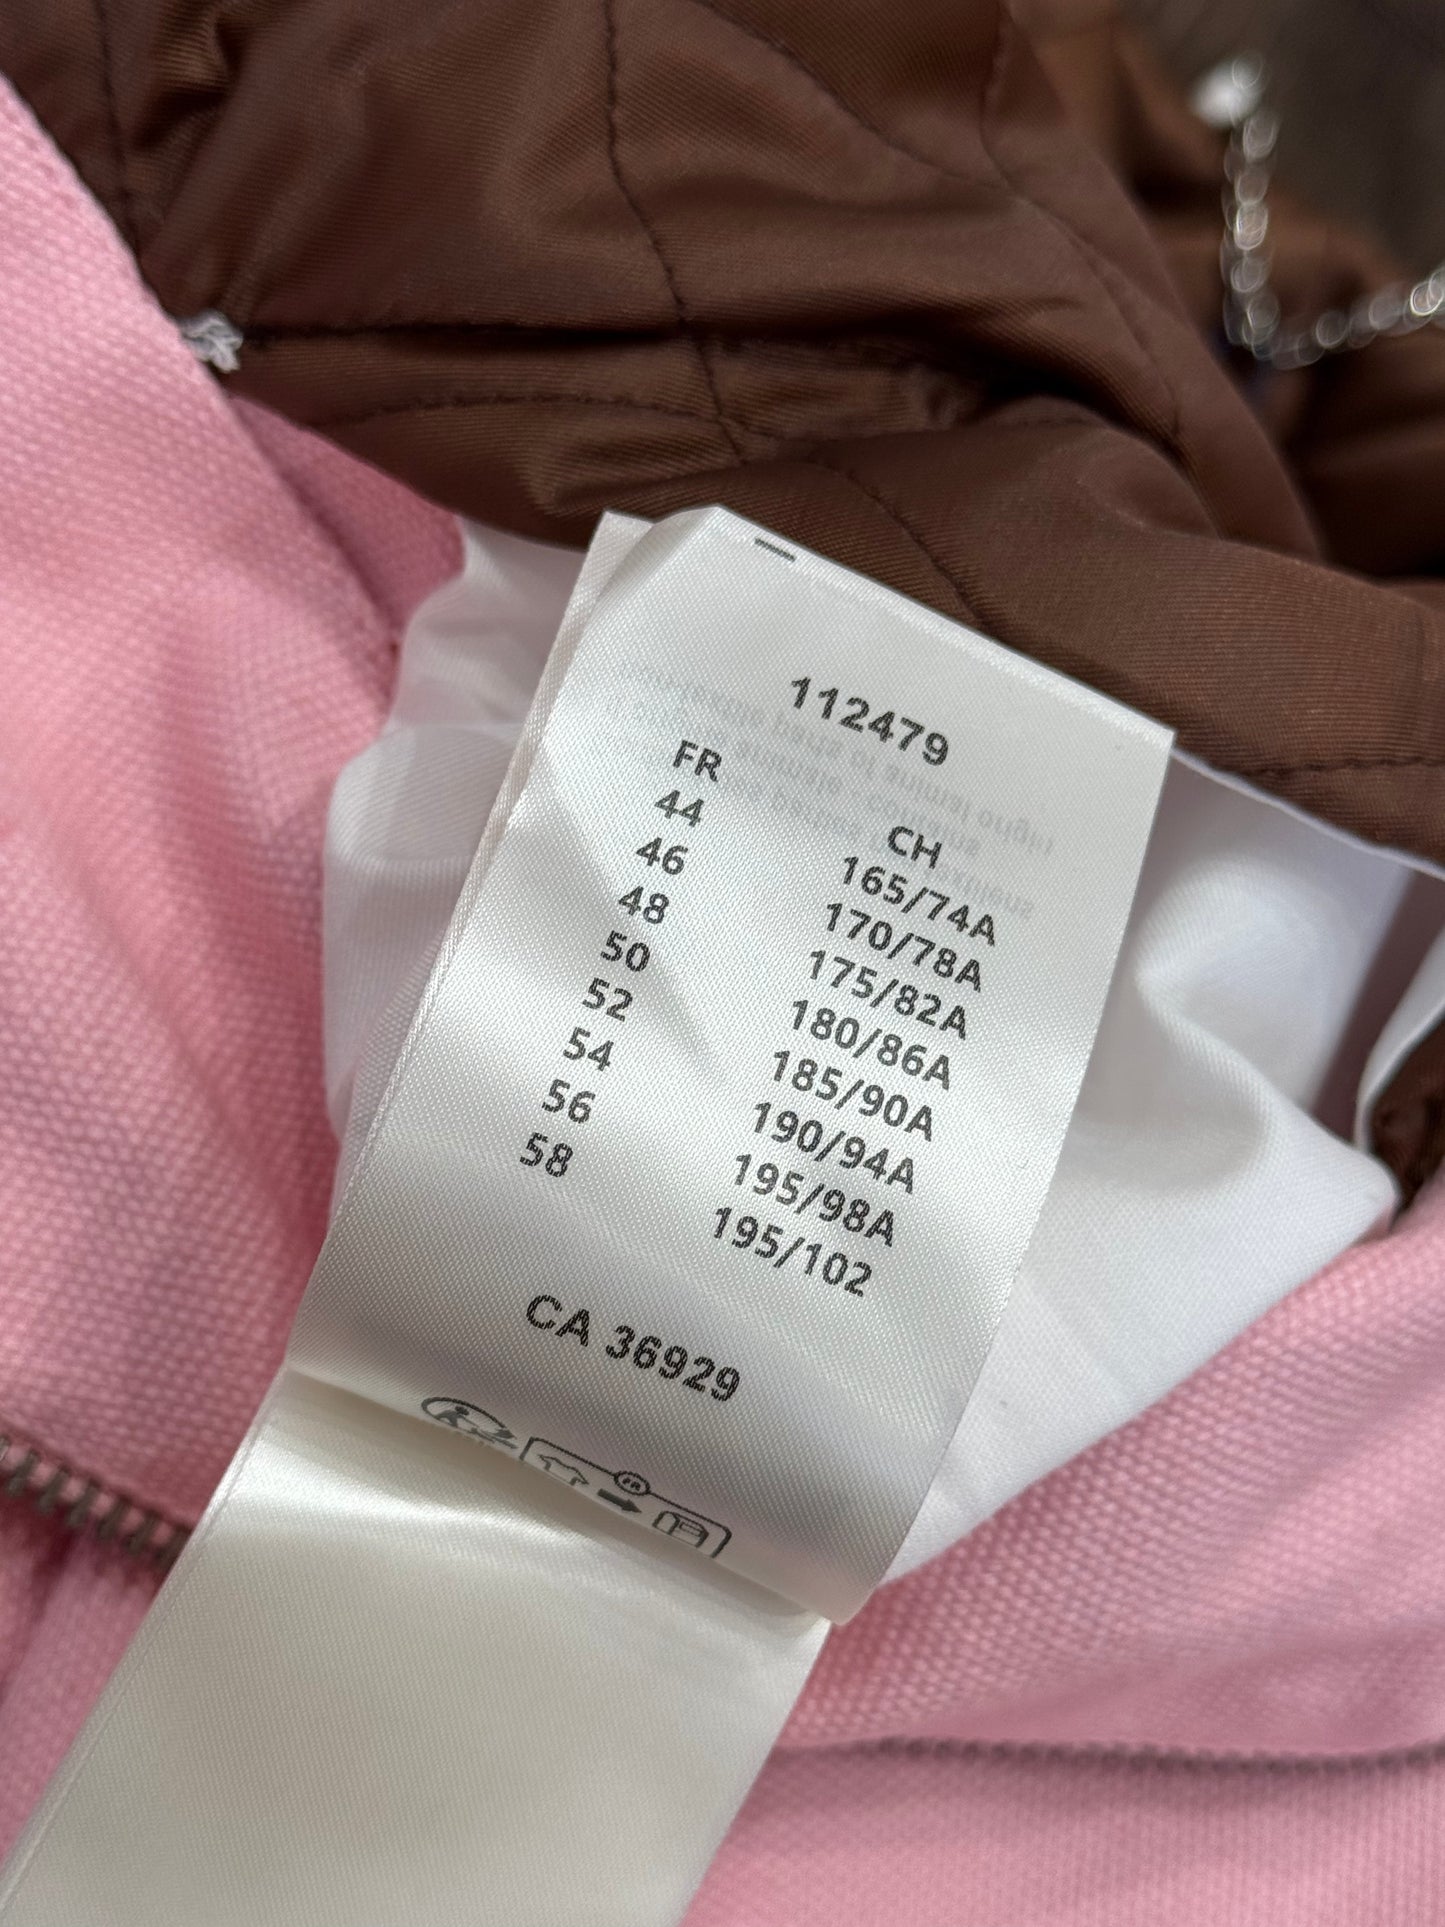 112479
FR CH
44 165/74A
46 170/78A
48 175/82A
50 180/86A
52 185/90A
54 190/94A
56 195/98A
58 195/102
CA 36929
FR